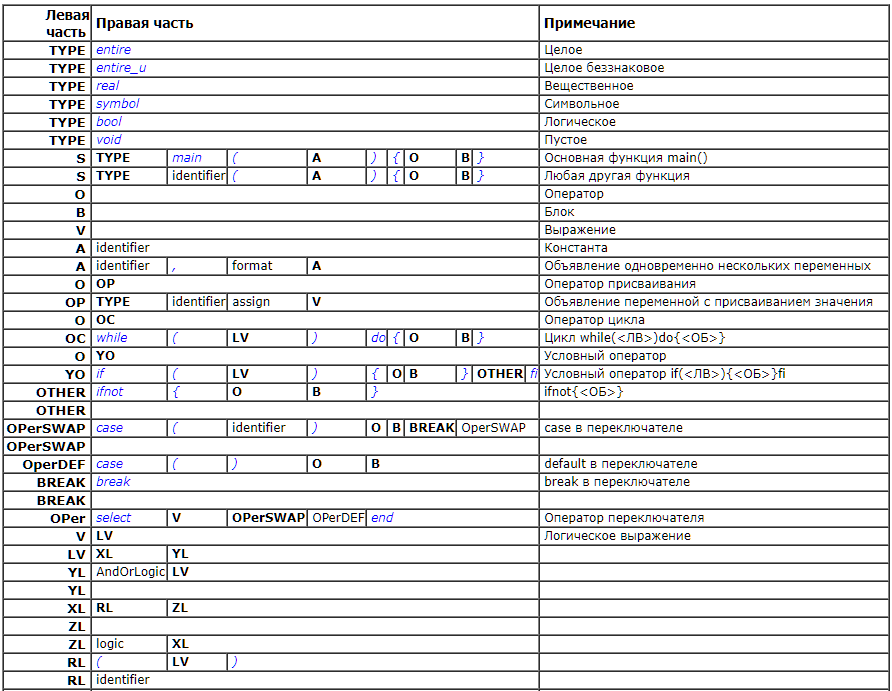 Левая часть Правая часть Примечание
TYPE entire Целое
TYPE entire_u Целое беззнаковое
TYPE real Вещественное
TYPE symbol Символьное
TYPE bool Логическое
TYPE void Пустое
S TYPE main ( A ) { O B } Основная функция main()
S TYPE identifier ( A ) { O B } Любая другая функция
O Оператор
B Блок
V Выражение
A identifier Константа
A identifier , format A Объявление одновременно нескольких переменных
O OP Оператор присваивания
OP TYPE identifier assign V Объявление переменной с присваиванием значения
O OC Оператор цикла
OC while ( LV ) do { O B } Цикл while(<ЛВ>)do{<ОБ>}
O YO Условный оператор
YO if ( LV ) { O B } OTHER fi Условный оператор if(<ЛВ>){<ОБ>}fi
OTHER ifnot { O B } ifnot{<ОБ>}
OTHER
OPerSWAP case ( identifier ) O B BREAK OperSWAP case в переключателе
OPerSWAP
OperDEF case ( ) O B default в переключателе
BREAK break break в переключателе
BREAK
OPer select V OPerSWAP OPerDEF end Оператор переключателя
V LV Логическое выражение
LV XL YL
YL AndOrLogic LV
YL
XL RL ZL
ZL
ZL logic XL
RL ( LV )
RL identifier